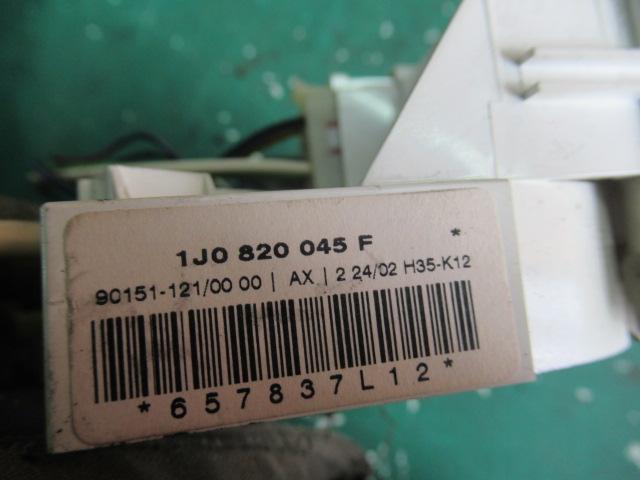 1J0 820 045 F *
90151-121/00 00 | AX | 2 24/02 H35-K12
*657837L12*